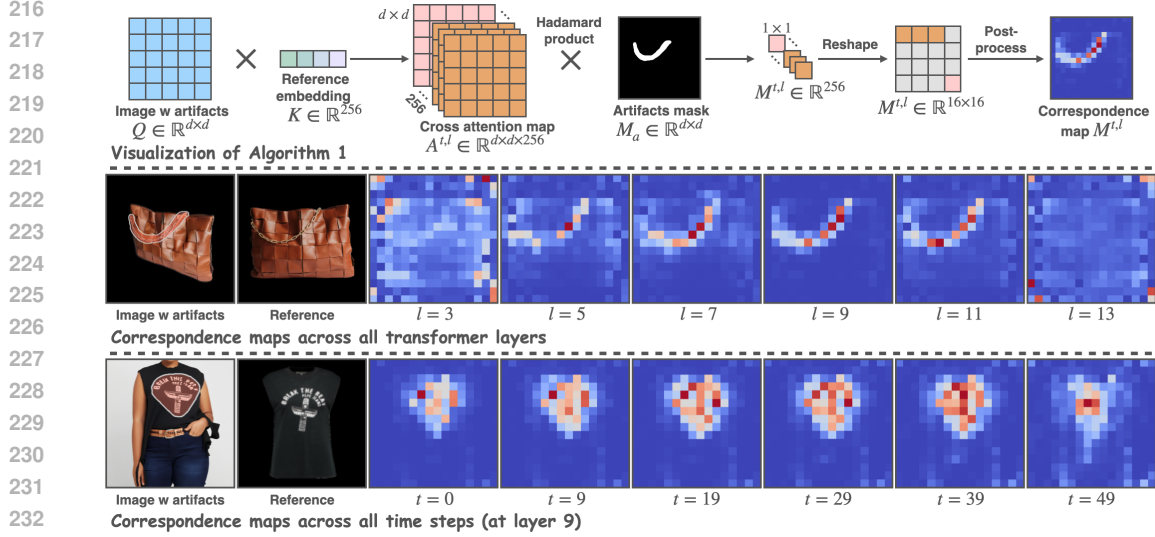 216
217
218
219
220
221
222
223
224
225
226
227
228
229
230
231
232
Image w artifacts
Q ∈ ℝ^{d×d}
Reference
embedding
K ∈ ℝ^{256}
d × d
256
Cross attention map
A^{t,l} ∈ ℝ^{d×d×256}
Hadamard
product
Artifacts mask
M_a ∈ ℝ^{d×d}
1 × 1
M^{t,l} ∈ ℝ^{256}
Reshape
M^{t,l} ∈ ℝ^{16×16}
Post-
process
Correspondence
map M^{t,l}
Visualization of Algorithm 1
Image w artifacts Reference l = 3 l = 5 l = 7 l = 9 l = 11 l = 13
Correspondence maps across all transformer layers
BREAK THE
BREAK THE
Image w artifacts Reference t = 0 t = 9 t = 19 t = 29 t = 39 t = 49
Correspondence maps across all time steps (at layer 9)